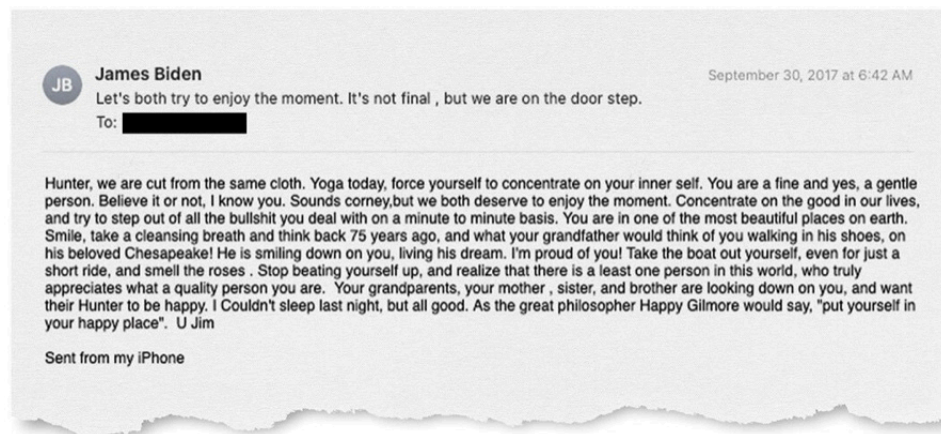 JB
James Biden
September 30, 2017 at 6:42 AM
Let's both try to enjoy the moment. It's not final , but we are on the door step.
To:
Hunter, we are cut from the same cloth. Yoga today, force yourself to concentrate on your inner self. You are a fine and yes, a gentle
person. Believe it or not, I know you. Sounds corney,but we both deserve to enjoy the moment. Concentrate on the good in our lives,
and try to step out of all the bullshit you deal with on a minute to minute basis. You are in one of the most beautiful places on earth.
Smile, take a cleansing breath and think back 75 years ago, and what your grandfather would think of you walking in his shoes, on
his beloved Chesapeake! He is smiling down on you, living his dream. I'm proud of you! Take the boat out yourself, even for just a
short ride, and smell the roses . Stop beating yourself up, and realize that there is a least one person in this world, who truly
appreciates what a quality person you are.  Your grandparents, your mother , sister, and brother are looking down on you, and want
their Hunter to be happy. I Couldn't sleep last night, but all good. As the great philosopher Happy Gilmore would say, "put yourself in
your happy place".  U Jim
Sent from my iPhone